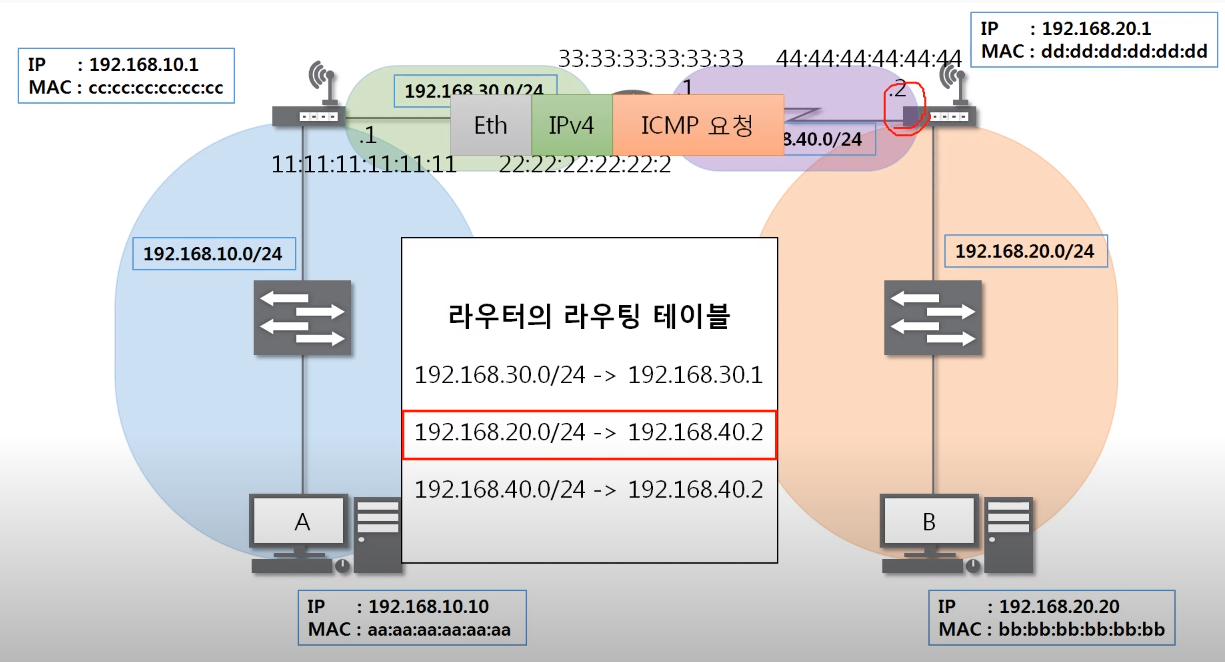 IP : 192.168.20.1
MAC : dd:dd:dd:dd:dd:dd
IP : 192.168.10.1
MAC : cc:cc:cc:cc:cc:cc
33:33:33:33:33:33
44:44:44:44:44:44
192.168.30.0/24
.1
.2
Eth
IPv4
ICMP 요청
.1
8.40.0/24
11:11:11:11:11:11
22:22:22:22:22:2
192.168.10.0/24
192.168.20.0/24
라우터의 라우팅 테이블
192.168.30.0/24 -> 192.168.30.1
192.168.20.0/24 -> 192.168.40.2
192.168.40.0/24 -> 192.168.40.2
A
B
IP : 192.168.10.10
MAC : aa:aa:aa:aa:aa:aa
IP : 192.168.20.20
MAC : bb:bb:bb:bb:bb:bb